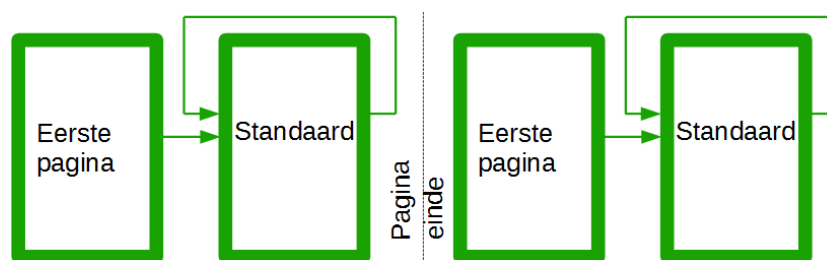 Eerste
pagina
Standaard
Pagina
einde
Eerste
pagina
Standaard